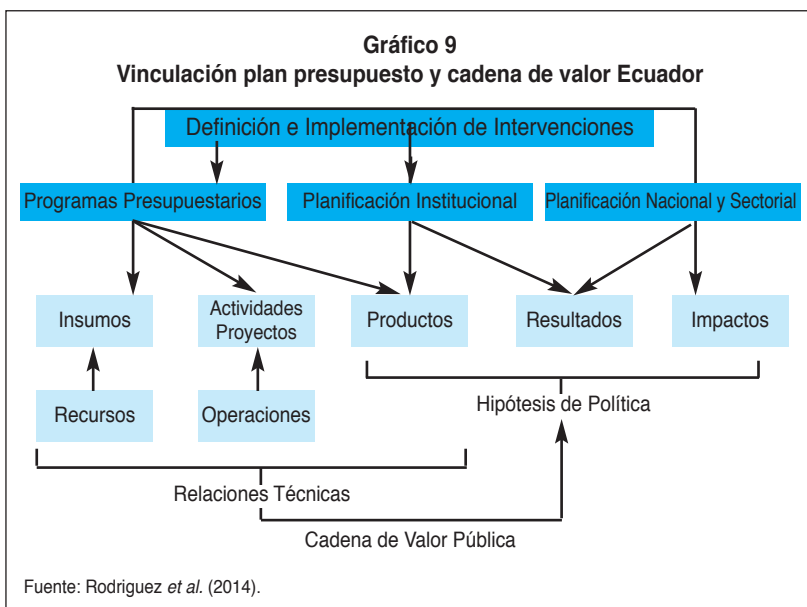 Gráfico 9
Vinculación plan presupuesto y cadena de valor Ecuador
Definición e Implementación de Intervenciones
Programas Presupuestarios
Planificación Institucional
Planificación Nacional y Sectorial
Insumos
Actividades
Proyectos
Productos
Resultados
Impactos
Recursos
Operaciones
Hipótesis de Política
Relaciones Técnicas
Cadena de Valor Pública
Fuente: Rodriguez et al. (2014).